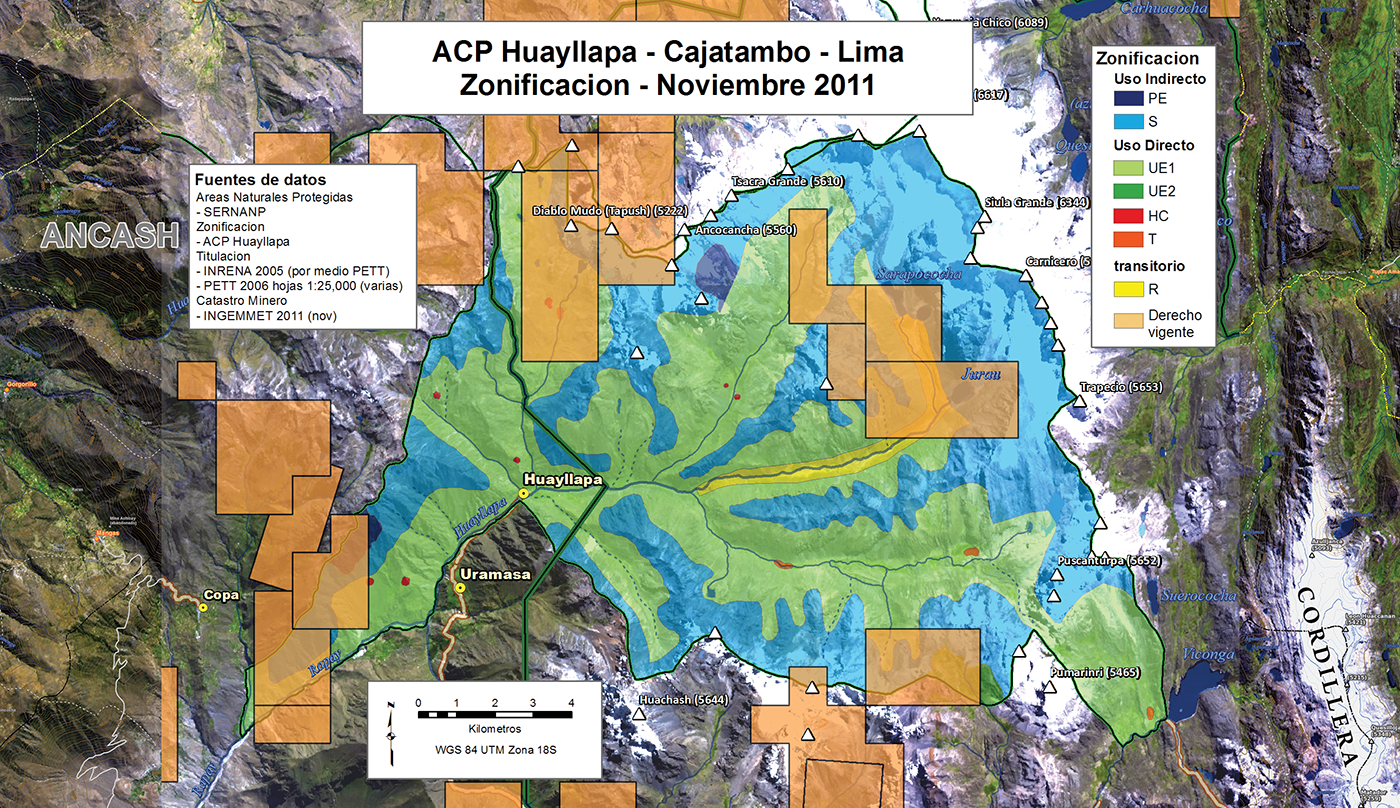 ACP Huayllapa - Cajatambo - Lima
Zonificacion - Noviembre 2011
Chico (6089)
Carhuacocha
(6617)
Zonificacion
Uso Indirecto
PE
S
Uso Directo
UE1
UE2
HC
T
transitorio
R
Derecho
vigente
Fuentes de datos
Areas Naturales Protegidas
- SERNANP
Zonificacion
- ACP Huayllapa
Titulacion
- INRENA 2005 (por medio PETT)
- PETT 2006 hojas 1:25,000 (varias)
Catastro Minero
- INGEMMET 2011 (nov)
ANCASH
Tsacra Grande (5610)
Diablo Mudo (Tapush) (5222)
Ancocancha (5560)
Siula Grande (6344)
Carnicero (5
Sarapococha
Jurau
Trapecio (5653)
Gorgorillo
Huayllapa
Huayllapa
Uramasa
Copa
Mangas
Puscanturpa (5652)
Suerococha
Viconga
Pumarinri (5465)
Huachash (5644)
Rapay
CORDILLERA
N
0 1 2 3 4
Kilometros
WGS 84 UTM Zona 18S